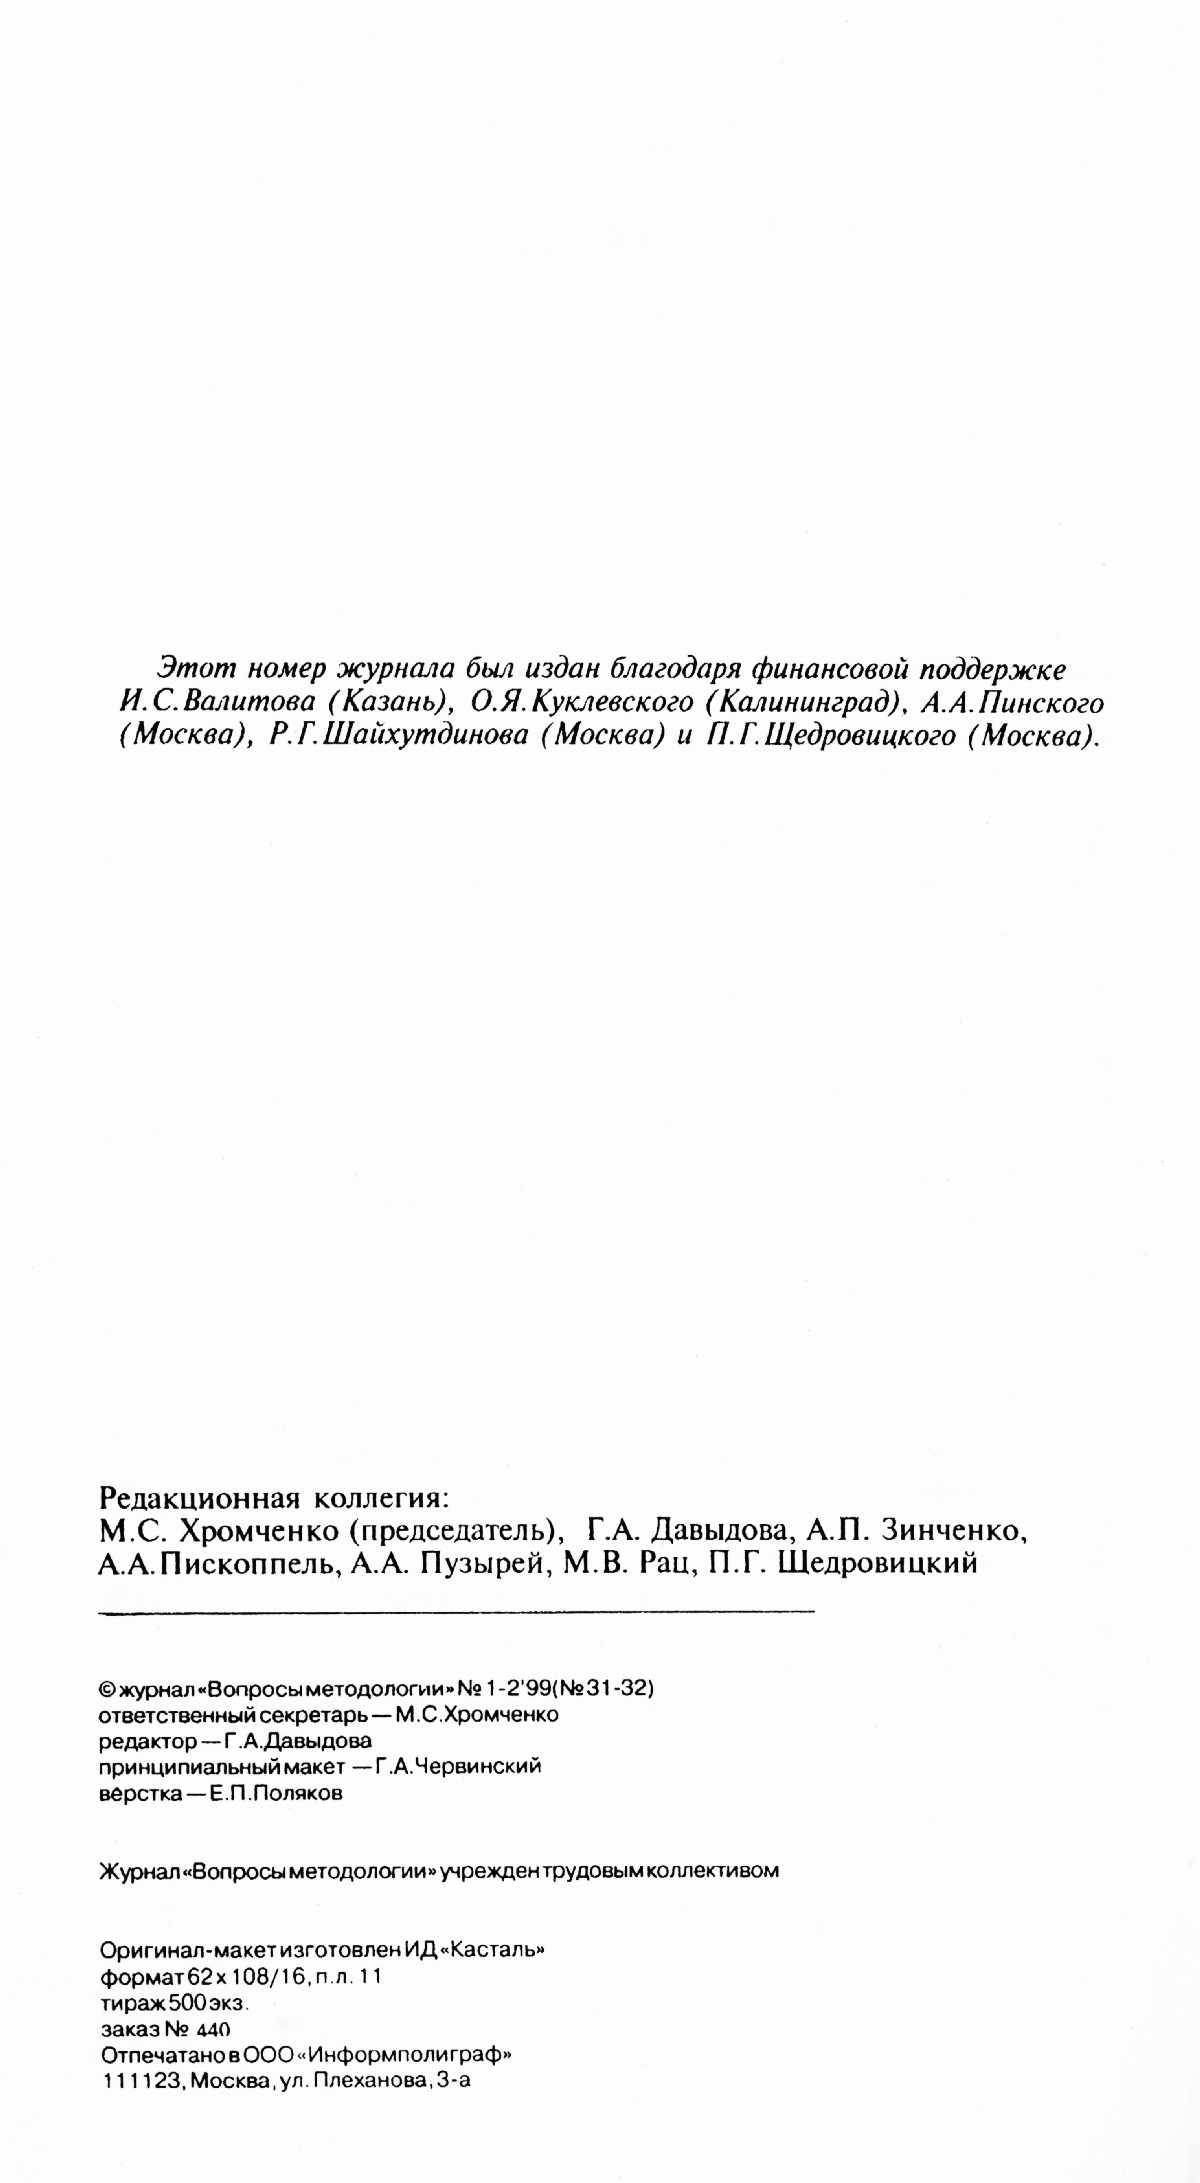 Этот номер журнала был издан благодаря финансовой поддержке
И.С.Валитова (Казань), О.Я.Куклевского (Калининград), А.А.Пинского
(Москва), Р.Г.Шайхутдинова (Москва) и П.Г.Щедровицкого (Москва).
Редакционная коллегия:
М.С. Хромченко (председатель), Г.А. Давыдова, А.П. Зинченко,
А.А.Пископпель, А.А. Пузырей, М.В. Рац, П.Г. Щедровицкий
© журнал «Вопросы методологии» № 1-2'99(№31-32)
ответственный секретарь — М.С.Хромченко
редактор — Г.А.Давыдова
принципиальный макет — Г.А.Червинский
верстка — Е.П.Поляков
Журнал «Вопросы методологии» учрежден трудовым коллективом
Оригинал-макет изготовлен ИД «Касталь»
формат 62 х 108/16, п.л. 11
тираж 500 экз.
заказ № 440
Отпечатано в ООО «Информполиграф»
111123, Москва, ул. Плеханова, 3-а